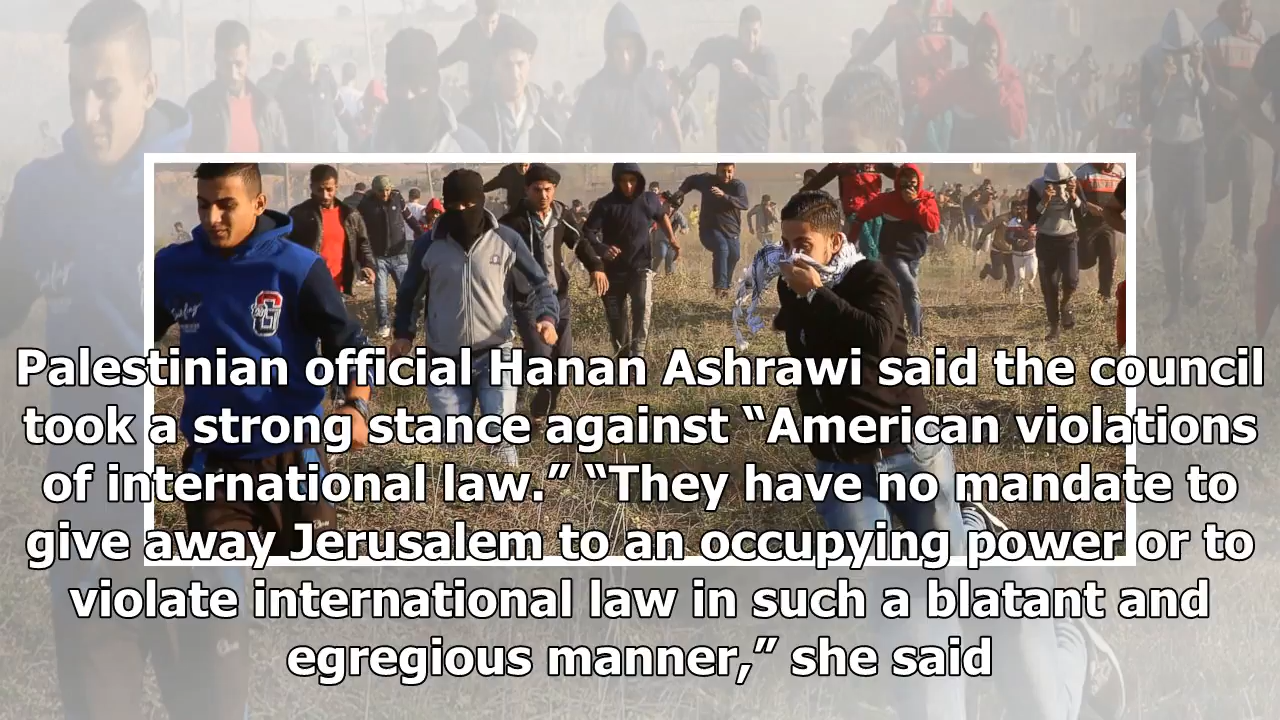 Palestinian official Hanan Ashrawi said the council
took a strong stance against “American violations
of international law.” “They have no mandate to
give away Jerusalem to an occupying power or to
violate international law in such a blatant and
egregious manner,” she said
G